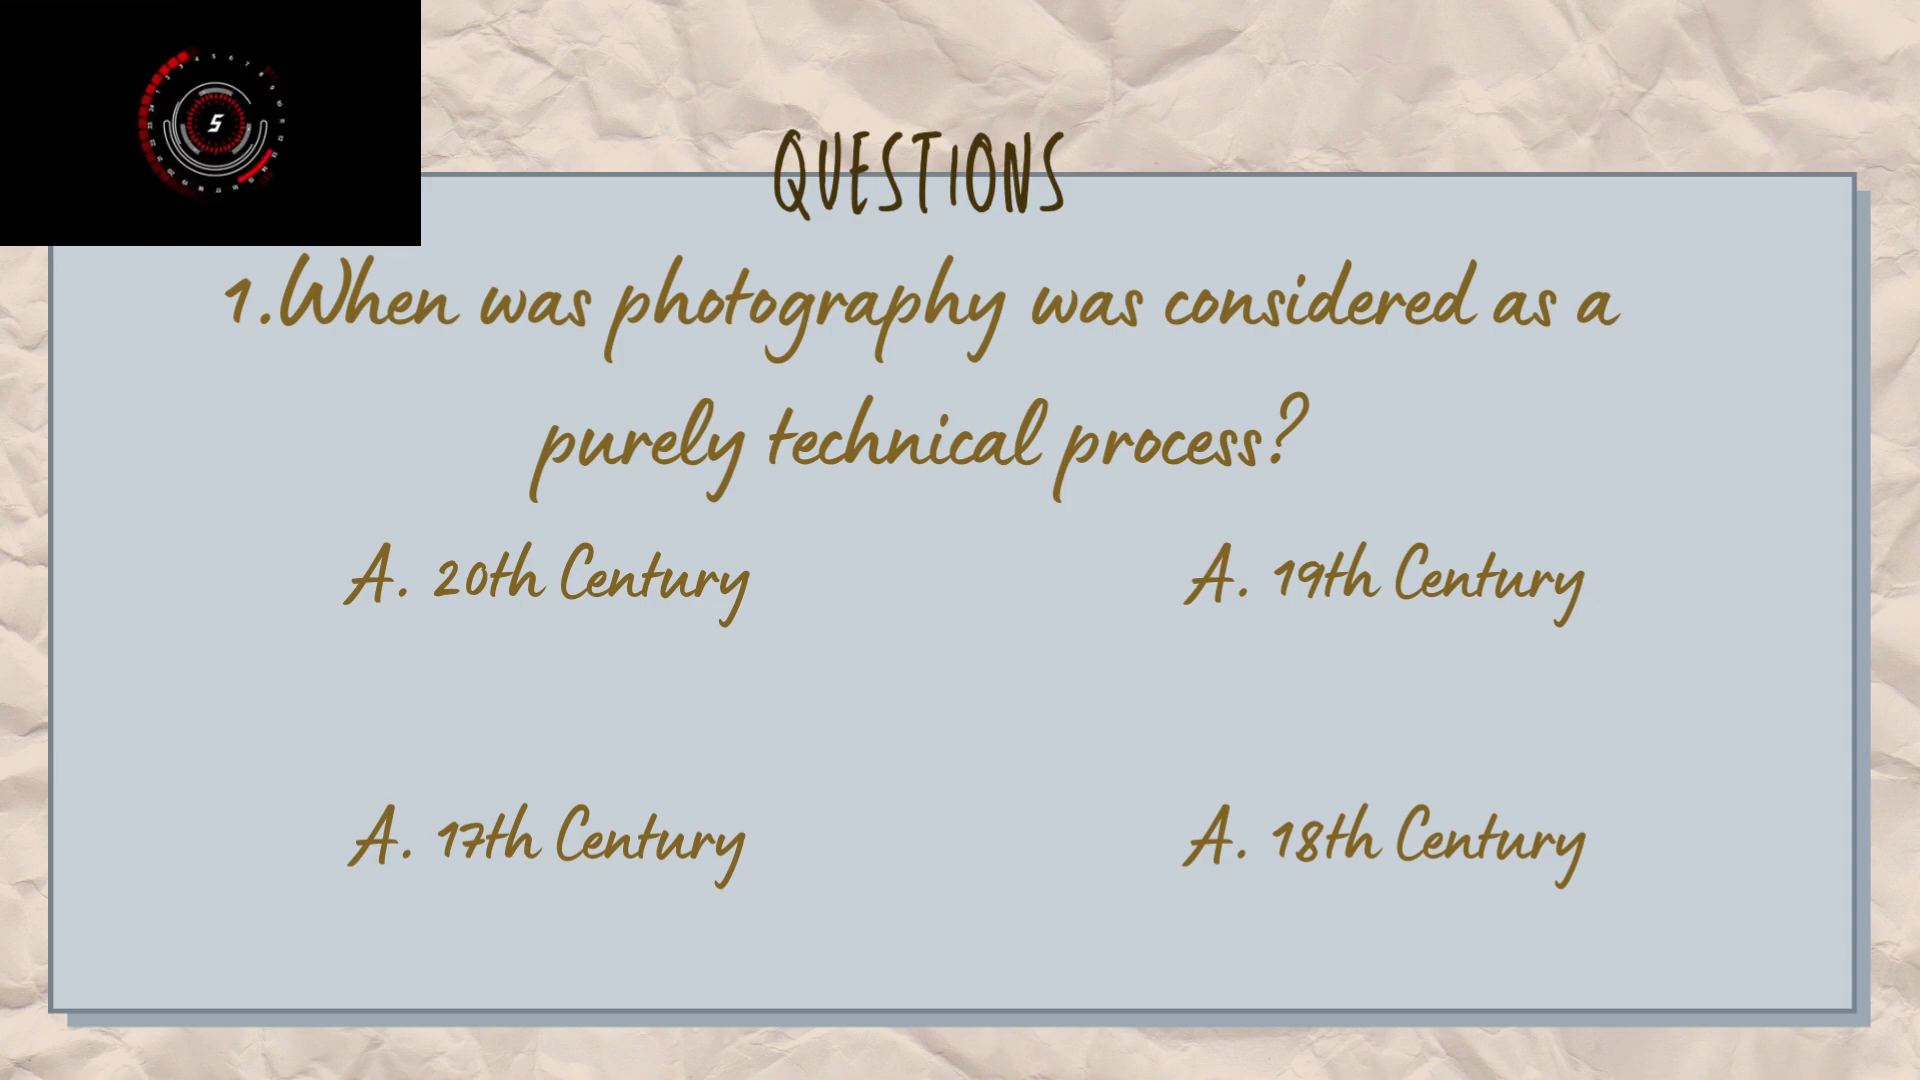 5
QUESTIONS
1.When was photography was considered as a
purely technical process?
A. 20th Century
A. 19th Century
A. 17th Century
A. 18th Century